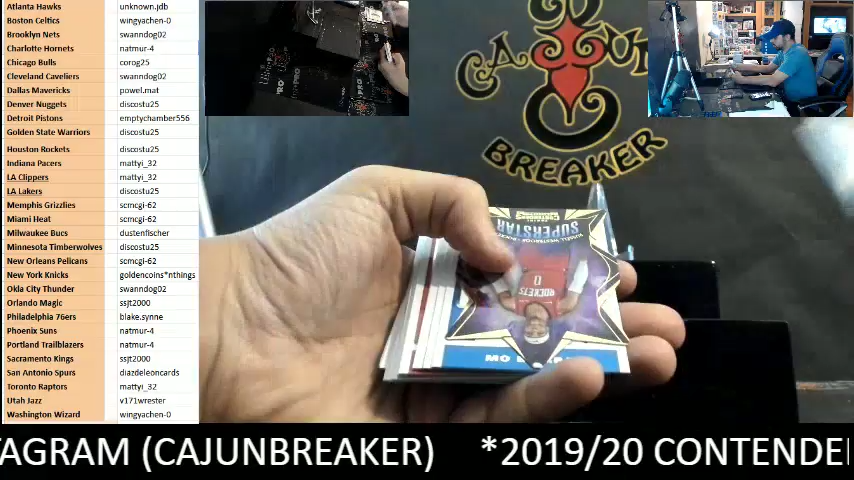 Atlanta Hawks unknown.jdb
Boston Celtics wingyachen-0
Brooklyn Nets swanndog02
Charlotte Hornets natmur-4
Chicago Bulls corog25
Cleveland Caveliers swanndog02
Dallas Mavericks powel.mat
Denver Nuggets discostu25
Detroit Pistons emptychamber556
Golden State Warriors discostu25
Houston Rockets discostu25
Indiana Pacers mattyi_32
LA Clippers mattyi_32
LA Lakers discostu25
Memphis Grizzlies scmcgi-62
Miami Heat scmcgi-62
Milwaukee Bucs dustenfischer
Minnesota Timberwolves discostu25
New Orleans Pelicans scmcgi-62
New York Knicks goldencoins*nthings
Okla City Thunder swanndog02
Orlando Magic ssjt2000
Philadelphia 76ers blake.synne
Phoenix Suns natmur-4
Portland Trailblazers natmur-4
Sacramento Kings ssjt2000
San Antonio Spurs diazdeleoncards
Toronto Raptors mattyi_32
Utah Jazz v171wrester
Washington Wizard wingyachen-0
CAJUN
BREAKER
CONTENDERS
SUPERSTAR
RUSSELL WESTBROOK
ROCKETS
0
MO
TAGRAM (CAJUNBREAKER) *2019/20 CONTENDE